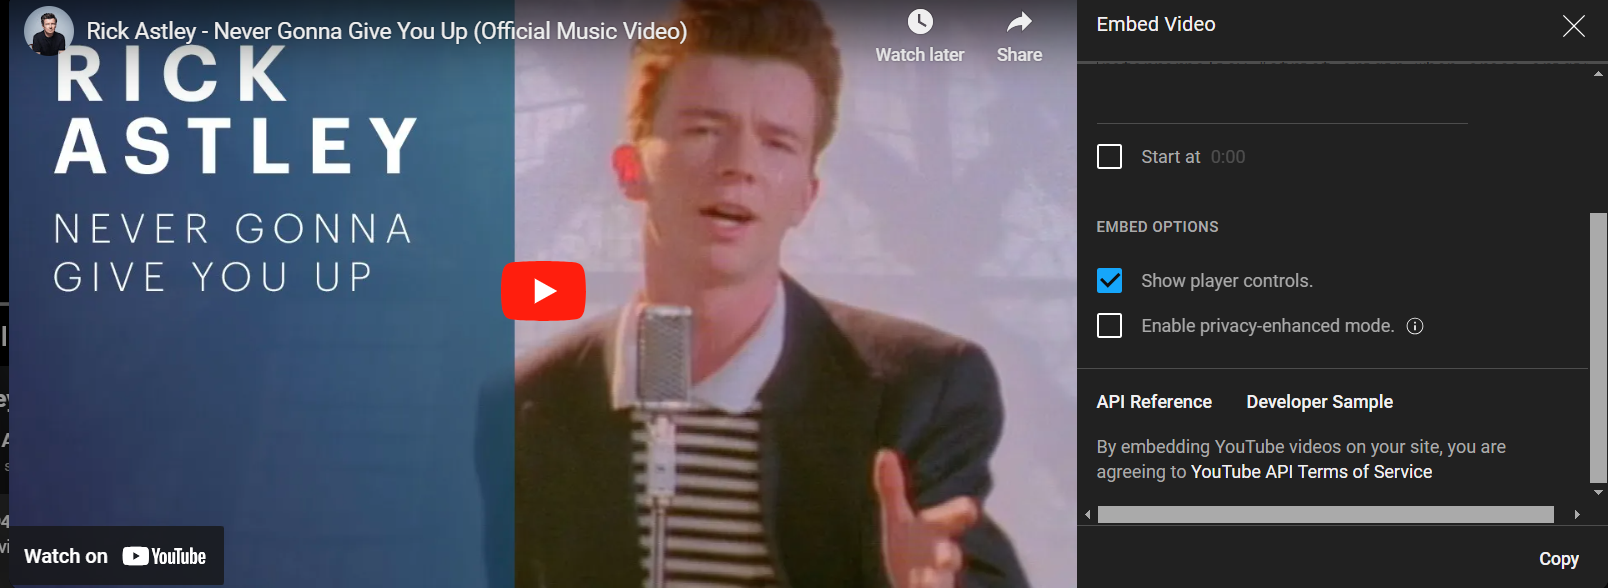 Rick Astley - Never Gonna Give You Up (Official Music Video)
Watch later
Share
RICK
ASTLEY
NEVER GONNA
GIVE YOU UP
Watch on YouTube
Embed Video
Start at 0:00
EMBED OPTIONS
Show player controls.
Enable privacy-enhanced mode.
API Reference Developer Sample
By embedding YouTube videos on your site, you are
agreeing to YouTube API Terms of Service
Copy